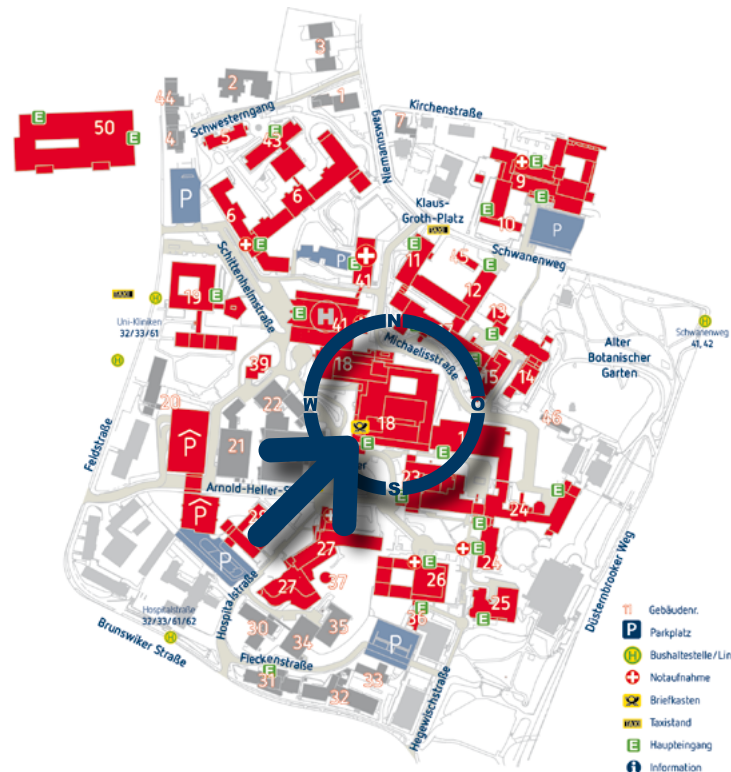 3
2
1
44
4
Schwesterngang
5
43
E
Niemannsweg
Kirchenstraße
7
E
50
E
P
6
6
E
E
9
E
10
P
Klaus-
Groth-Platz
TAXI
E
11
45
E
12
Schwanenweg
P
E
41
Schittenhelmstraße
19
E
TAXI
H
Uni-Kliniken
32/33/61
H
E
H
41
13
E
H
Schwanenweg
41, 42
Alter
Botanischer
Garten
N
Michaelisstraße
18
39
15
14
20
22
W
O
46
18
E
E
Feldstraße
P
21
23
S
E
Arnold-Heller-S
24
E
E
P
28
27
E
24
E
26
27
37
P
Hospitalstraße
25
E
E
36
Düsternbrooker Weg
Hospitalstraße
32/33/61/62
H
Brunswiker Straße
30
34
35
P
Fleckenstraße
E
31
32
33
Hegewischstraße
11 Gebäudenr.
P Parkplatz
H Bushaltestelle/Lin
Notaufnahme
Briefkasten
TAXI Taxistand
E Haupteingang
i Information